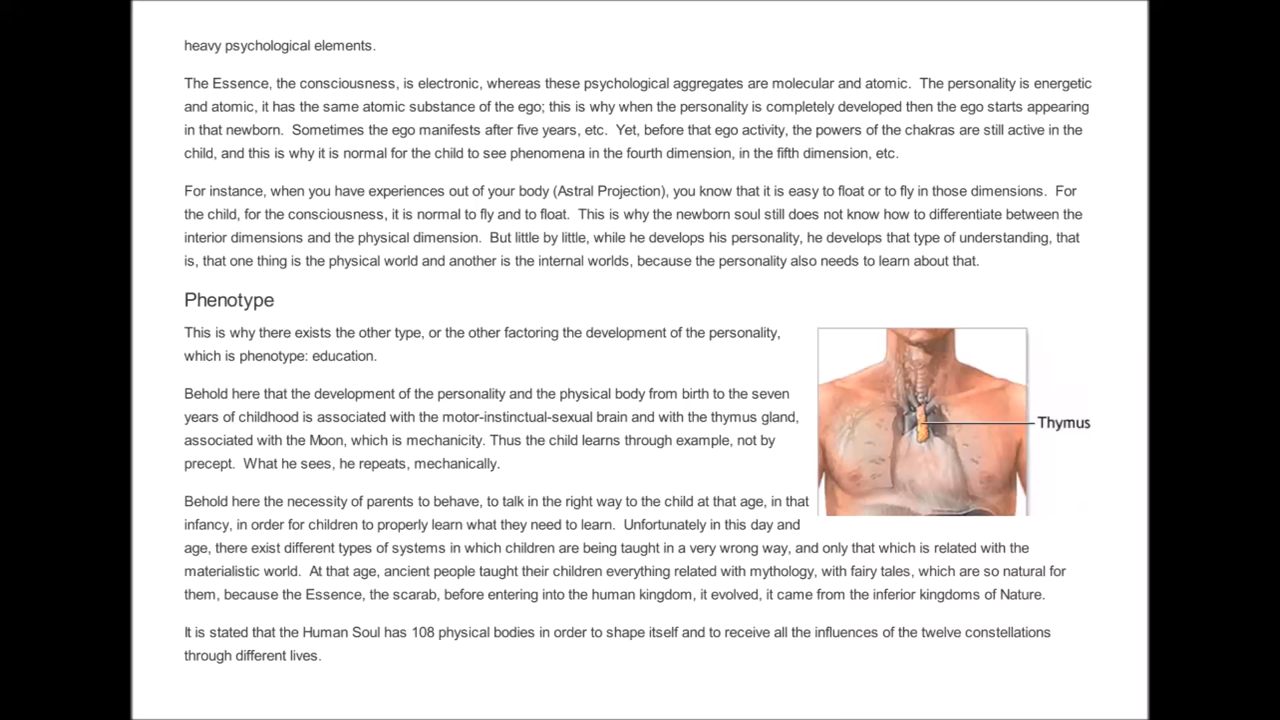 heavy psychological elements.
The Essence, the consciousness, is electronic, whereas these psychological aggregates are molecular and atomic.  The personality is energetic
and atomic, it has the same atomic substance of the ego; this is why when the personality is completely developed then the ego starts appearing
in that newborn.  Sometimes the ego manifests after five years, etc.  Yet, before that ego activity, the powers of the chakras are still active in the
child, and this is why it is normal for the child to see phenomena in the fourth dimension, in the fifth dimension, etc.
For instance, when you have experiences out of your body (Astral Projection), you know that it is easy to float or to fly in those dimensions.  For
the child, for the consciousness, it is normal to fly and to float.  This is why the newborn soul still does not know how to differentiate between the
interior dimensions and the physical dimension.  But little by little, while he develops his personality, he develops that type of understanding, that
is, that one thing is the physical world and another is the internal worlds, because the personality also needs to learn about that.
Phenotype
This is why there exists the other type, or the other factoring the development of the personality,
which is phenotype: education.
Behold here that the development of the personality and the physical body from birth to the seven
years of childhood is associated with the motor-instinctual-sexual brain and with the thymus gland,
associated with the Moon, which is mechanicity. Thus the child learns through example, not by
precept.  What he sees, he repeats, mechanically.
Thymus
Behold here the necessity of parents to behave, to talk in the right way to the child at that age, in that
infancy, in order for children to properly learn what they need to learn.  Unfortunately in this day and
age, there exist different types of systems in which children are being taught in a very wrong way, and only that which is related with the
materialistic world.  At that age, ancient people taught their children everything related with mythology, with fairy tales, which are so natural for
them, because the Essence, the scarab, before entering into the human kingdom, it evolved, it came from the inferior kingdoms of Nature.
It is stated that the Human Soul has 108 physical bodies in order to shape itself and to receive all the influences of the twelve constellations
through different lives.